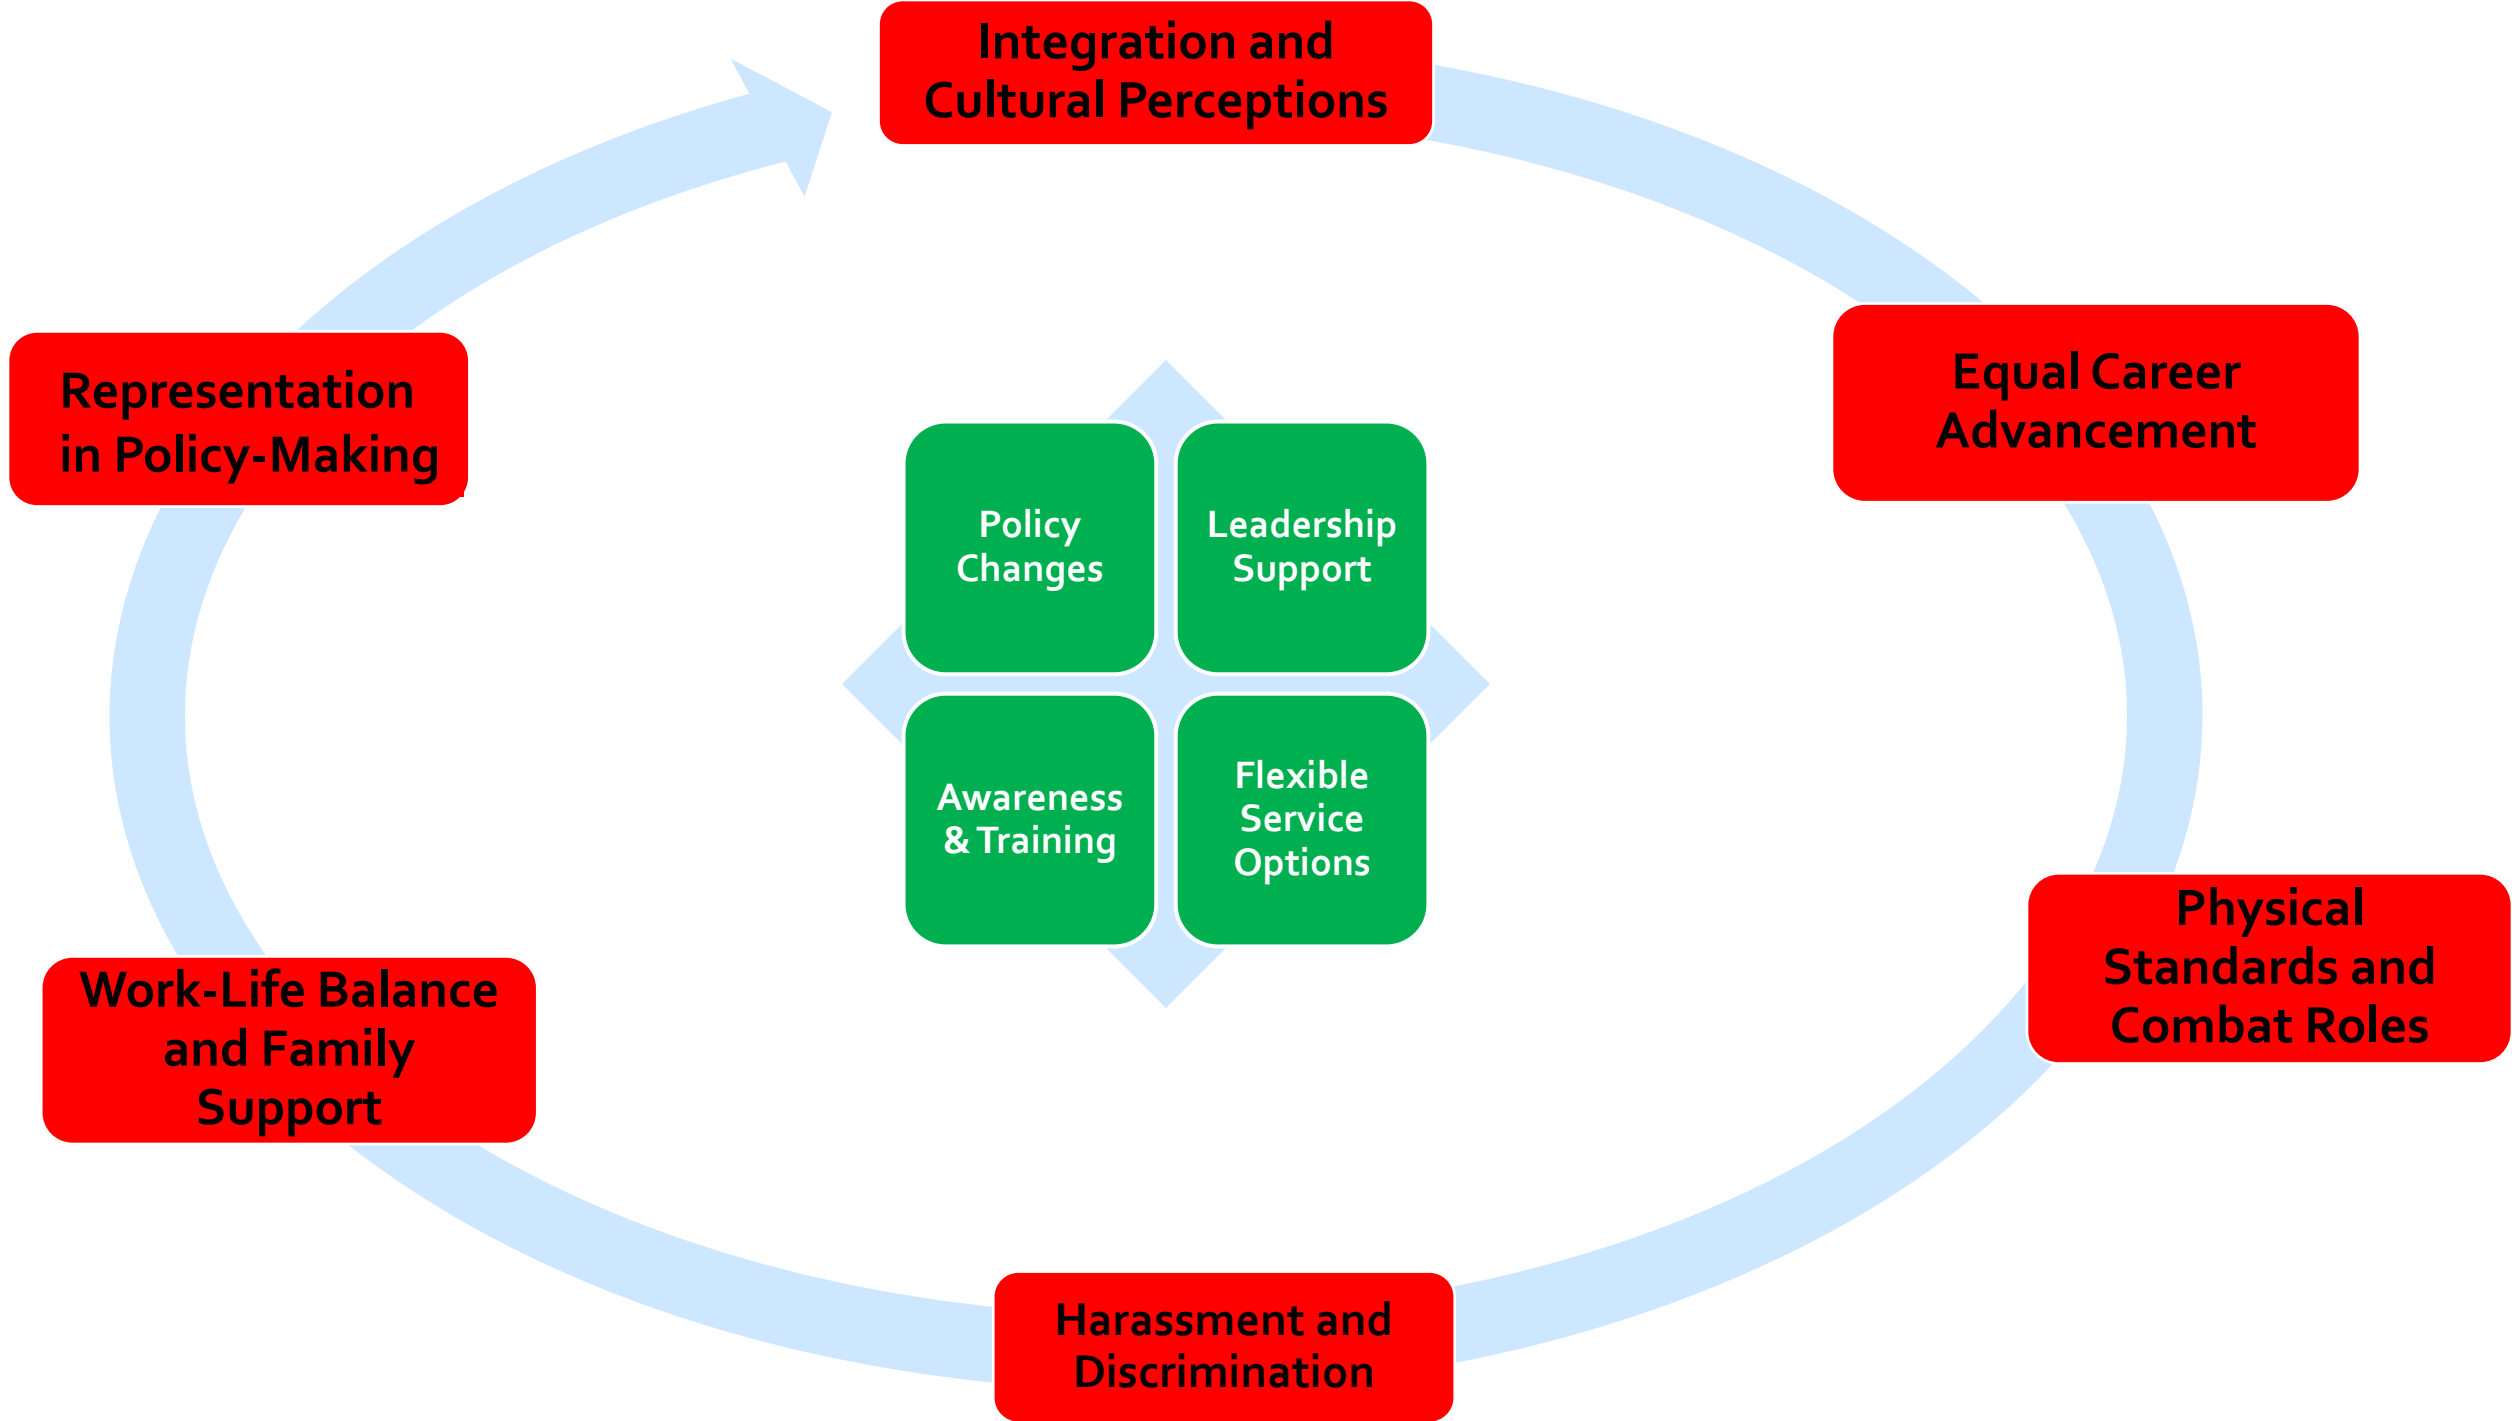 Integration and
Cultural Perceptions
Equal Career
Advancement
Physical
Standards and
Combat Roles
Harassment and
Discrimination
Work-Life Balance
and Family
Support
Representation
in Policy-Making
Policy
Changes
Leadership
Support
Awareness
& Training
Flexible
Service
Options